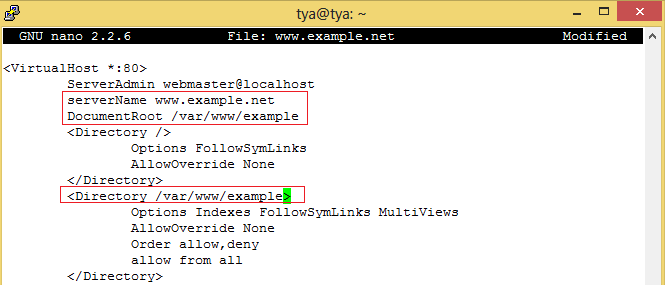 tya@tya: ~
GNU nano 2.2.6 File: www.example.net Modified
<VirtualHost *:80>
ServerAdmin webmaster@localhost
serverName www.example.net
DocumentRoot /var/www/example
<Directory />
Options FollowSymLinks
AllowOverride None
</Directory>
<Directory /var/www/example>
Options Indexes FollowSymLinks MultiViews
AllowOverride None
Order allow,deny
allow from all
</Directory>